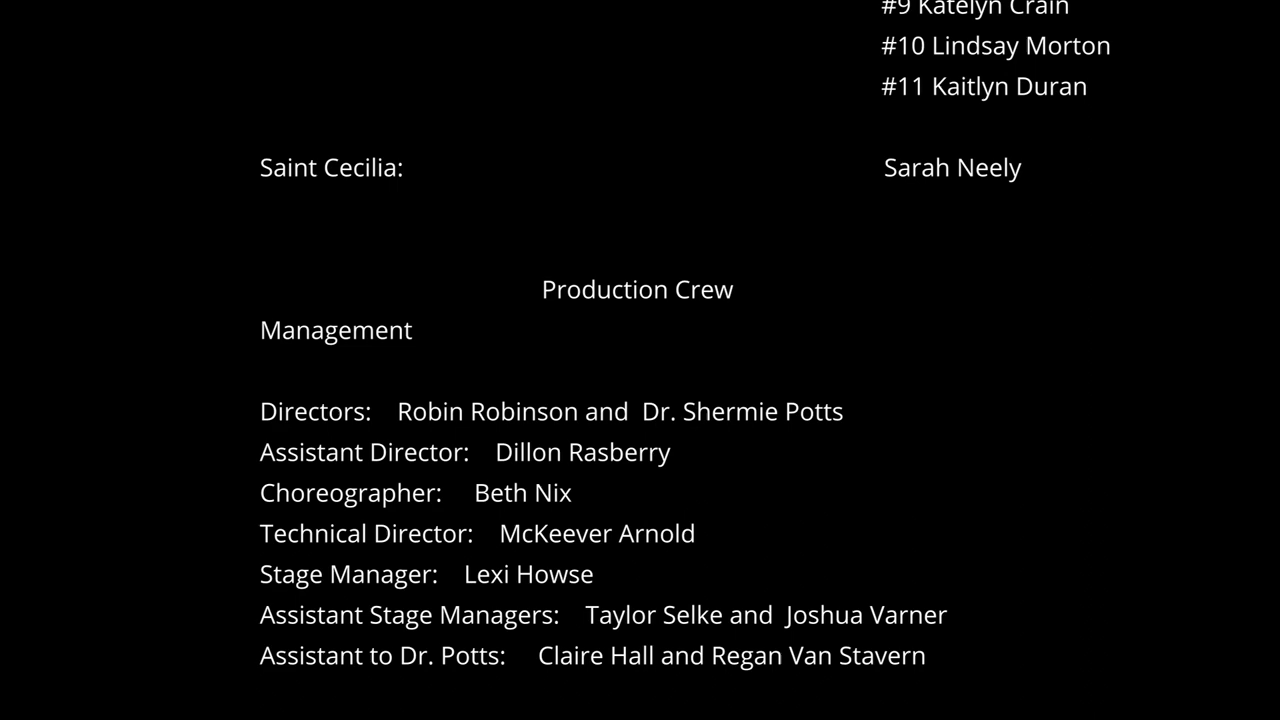 #9 Katelyn Crain
#10 Lindsay Morton
#11 Kaitlyn Duran
Saint Cecilia: Sarah Neely
Production Crew
Management
Directors: Robin Robinson and Dr. Shermie Potts
Assistant Director: Dillon Rasberry
Choreographer: Beth Nix
Technical Director: McKeever Arnold
Stage Manager: Lexi Howse
Assistant Stage Managers: Taylor Selke and Joshua Varner
Assistant to Dr. Potts: Claire Hall and Regan Van Stavern